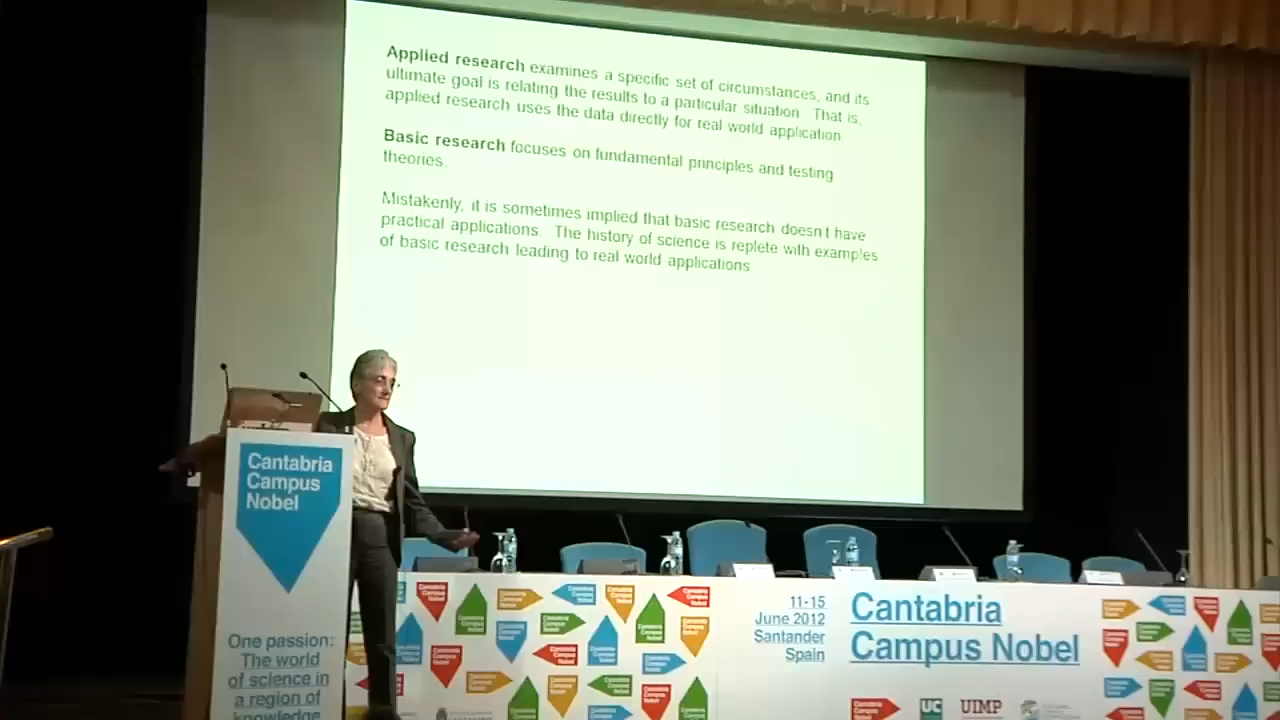 Applied research examines a specific set of circumstances, and its
ultimate goal is relating the results to a particular situation. That is,
applied research uses the data directly for real world application
Basic research focuses on fundamental principles and testing
theories.
Mistakenly, it is sometimes implied that basic research doesn't have
practical applications. The history of science is replete with examples
of basic research leading to real world applications.
Cantabria
Campus
Nobel
One passion:
The world
of science in
a region of
knowledge
11-15
June 2012
Santander
Spain
Cantabria
Campus Nobel
UC
UIMP